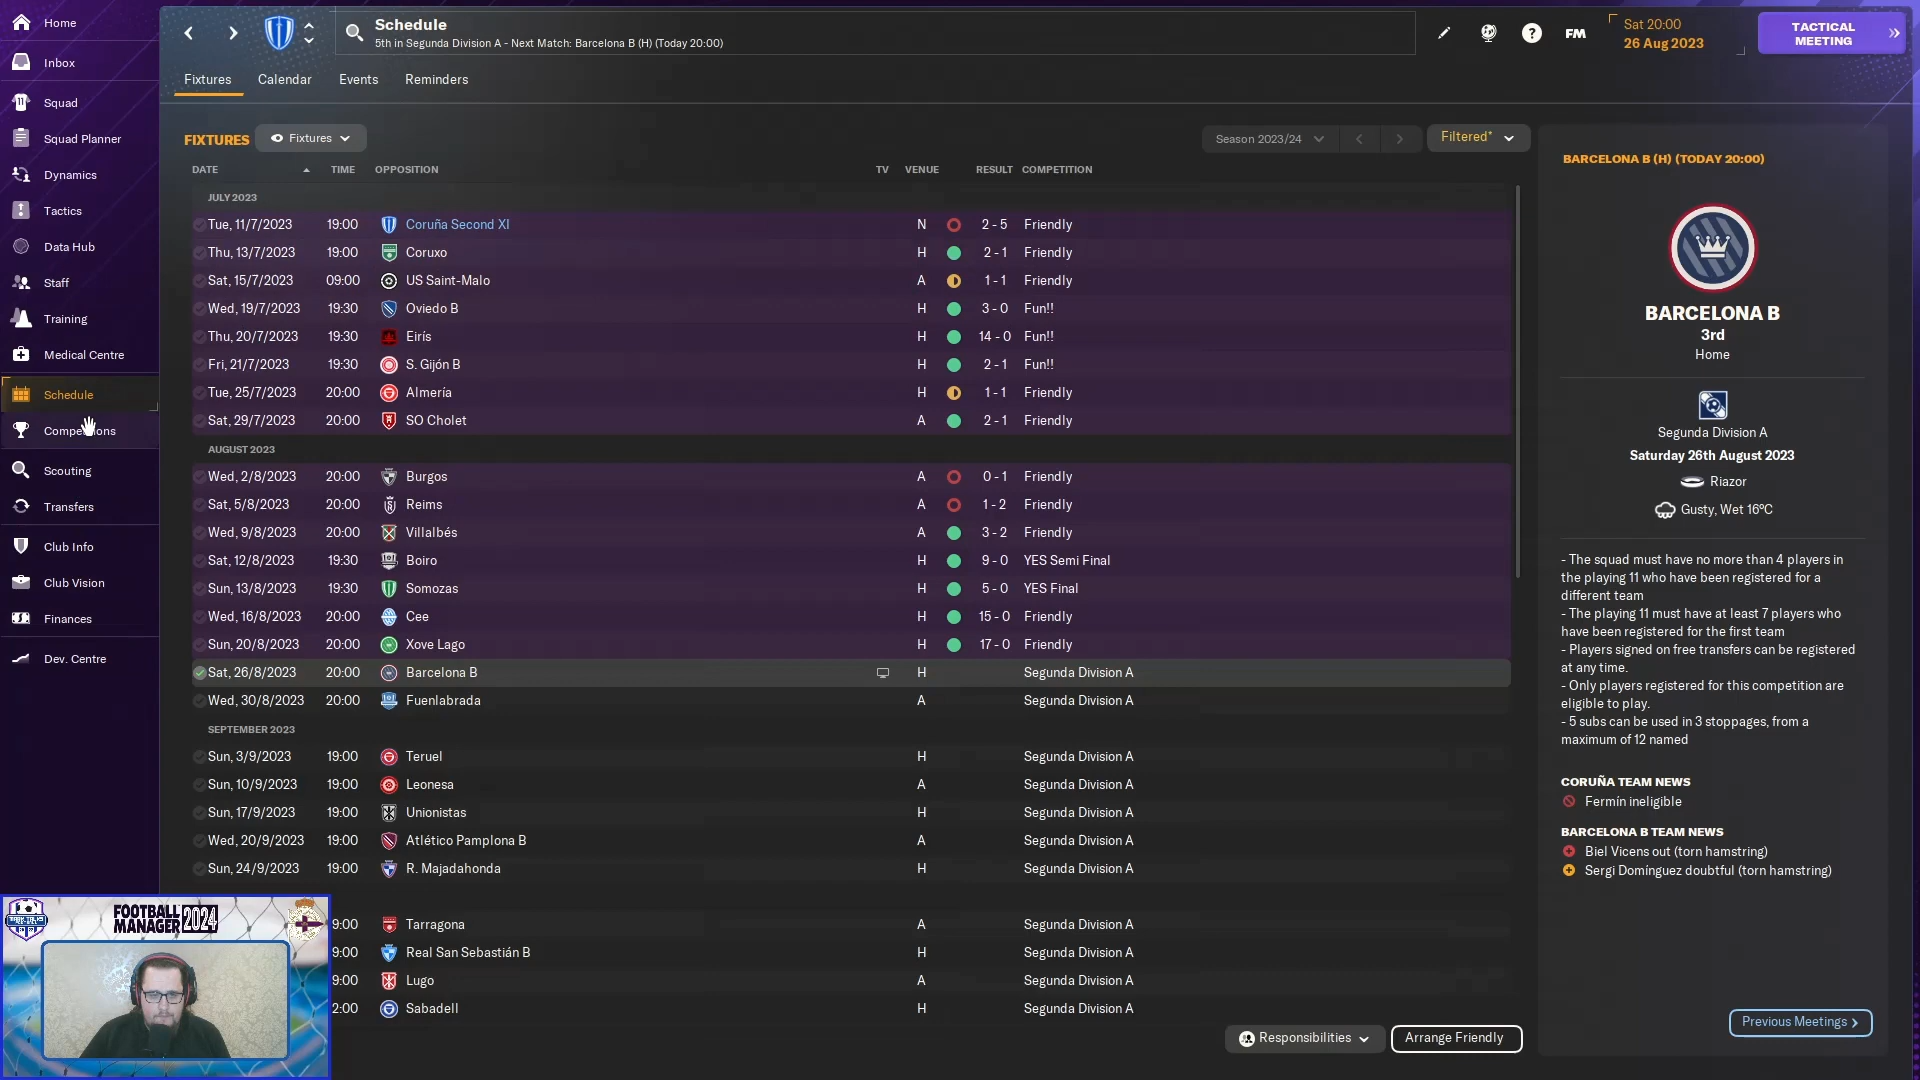 Home
Inbox
Squad
Squad Planner
Dynamics
Tactics
Data Hub
Staff
Training
Medical Centre
Schedule
Scouting
Transfers
Club Info
Club Vision
Finances
Dev. Centre
Schedule
5th in Segunda Division A - Next Match: Barcelona B (H) (Today 20:00)
FM
Sat 20:00
26 Aug 2023
TACTICAL
MEETING
Fixtures Calendar Events Reminders
FIXTURES Fixtures Season 2023/24 Filtered*
DATE TIME OPPOSITION TV VENUE RESULT COMPETITION
JULY 2023
Tue, 11/7/2023 19:00 Coruña Second XI N 2 - 5 Friendly
Thu, 13/7/2023 19:00 Coruxo H 2 - 1 Friendly
Sat, 15/7/2023 09:00 US Saint-Malo A 1 - 1 Friendly
Wed, 19/7/2023 19:30 Oviedo B H 3 - 0 Fun!!
Thu, 20/7/2023 19:30 Eirís H 14 - 0 Fun!!
Fri, 21/7/2023 19:30 S. Gijón B H 2 - 1 Fun!!
Tue, 25/7/2023 20:00 Almería H 1 - 1 Friendly
Sat, 29/7/2023 20:00 SO Cholet A 2 - 1 Friendly
AUGUST 2023
Wed, 2/8/2023 20:00 Burgos A 0 - 1 Friendly
Sat, 5/8/2023 20:00 Reims A 1 - 2 Friendly
Wed, 9/8/2023 20:00 Villalbés A 3 - 2 Friendly
Sat, 12/8/2023 19:30 Boiro H 9 - 0 YES Semi Final
Sun, 13/8/2023 19:30 Somozas H 5 - 0 YES Final
Wed, 16/8/2023 20:00 Cee H 15 - 0 Friendly
Sun, 20/8/2023 20:00 Xove Lago H 17 - 0 Friendly
Sat, 26/8/2023 20:00 Barcelona B H Segunda Division A
Wed, 30/8/2023 20:00 Fuenlabrada A Segunda Division A
SEPTEMBER 2023
Sun, 3/9/2023 19:00 Teruel H Segunda Division A
Sun, 10/9/2023 19:00 Leonesa A Segunda Division A
Sun, 17/9/2023 19:00 Unionistas H Segunda Division A
Wed, 20/9/2023 19:00 Atlético Pamplona B A Segunda Division A
Sun, 24/9/2023 19:00 R. Majadahonda H Segunda Division A
9:00 Tarragona A Segunda Division A
9:00 Real San Sebastián B H Segunda Division A
9:00 Lugo A Segunda Division A
2:00 Sabadell H Segunda Division A
Responsibilities Arrange Friendly
BARCELONA B (H) (TODAY 20:00)
BARCELONA B
3rd
Home
Segunda Division A
Saturday 26th August 2023
Riazor
Gusty, Wet 16ºC
- The squad must have no more than 4 players in
the playing 11 who have been registered for a
different team
- The playing 11 must have at least 7 players who
have been registered for the first team
- Players signed on free transfers can be registered
at any time.
- Only players registered for this competition are
eligible to play.
- 5 subs can be used in 3 stoppages, from a
maximum of 12 named
CORUÑA TEAM NEWS
Fermín ineligible
BARCELONA B TEAM NEWS
Biel Vicens out (torn hamstring)
Sergi Domínguez doubtful (torn hamstring)
Previous Meetings
FOOTBALL
MANAGER 2024